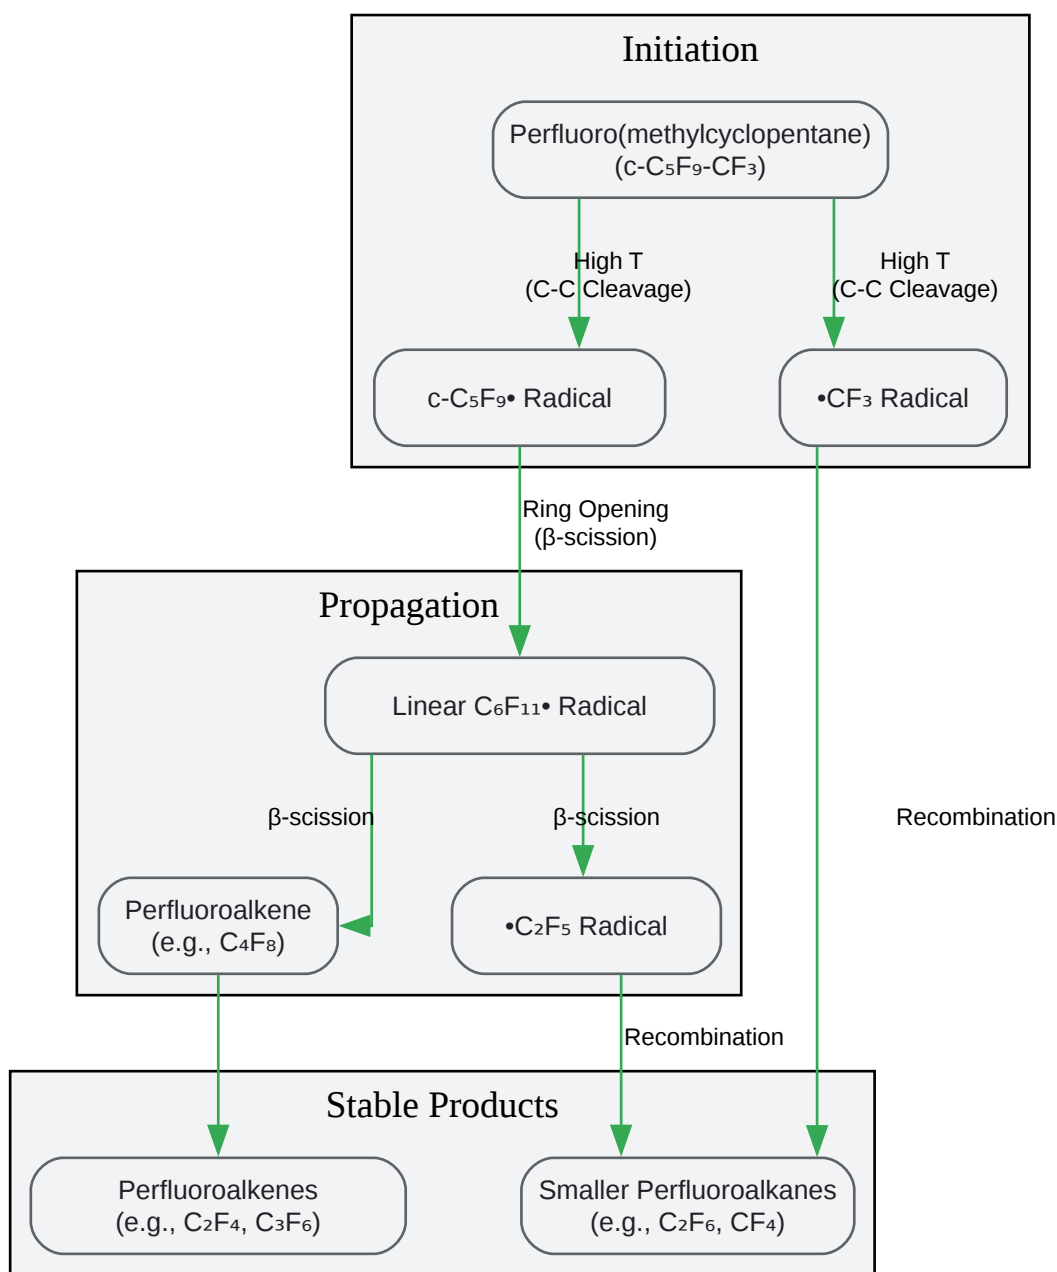 Initiation
Perfluoro(methylcyclopentane)
(c-C₅F₉-CF₃)
High T
(C-C Cleavage)
High T
(C-C Cleavage)
c-C₅F₉• Radical
•CF₃ Radical
Ring Opening
(β-scission)
Propagation
Linear C₆F₁₁• Radical
β-scission
β-scission
Recombination
Perfluoroalkene
(e.g., C₄F₈)
•C₂F₅ Radical
Recombination
Stable Products
Perfluoroalkenes
(e.g., C₂F₄, C₃F₆)
Smaller Perfluoroalkanes
(e.g., C₂F₆, CF₄)